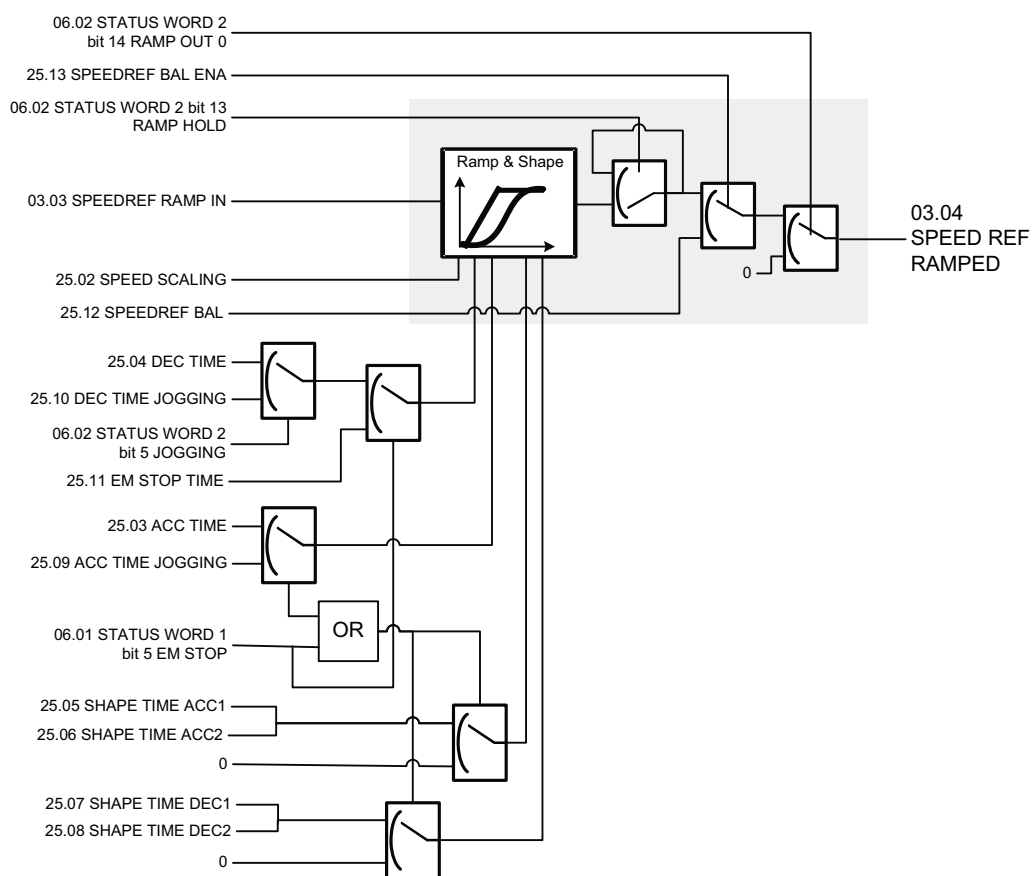 06.02 STATUS WORD 2
bit 14 RAMP OUT 0
25.13 SPEEDREF BAL ENA
06.02 STATUS WORD 2 bit 13
RAMP HOLD
Ramp & Shape
03.03 SPEEDREF RAMP IN
03.04
SPEED REF
RAMPED
0
25.02 SPEED SCALING
25.12 SPEEDREF BAL
25.04 DEC TIME
25.10 DEC TIME JOGGING
06.02 STATUS WORD 2
bit 5 JOGGING
25.11 EM STOP TIME
25.03 ACC TIME
25.09 ACC TIME JOGGING
OR
06.01 STATUS WORD 1
bit 5 EM STOP
25.05 SHAPE TIME ACC1
25.06 SHAPE TIME ACC2
0
25.07 SHAPE TIME DEC1
25.08 SHAPE TIME DEC2
0